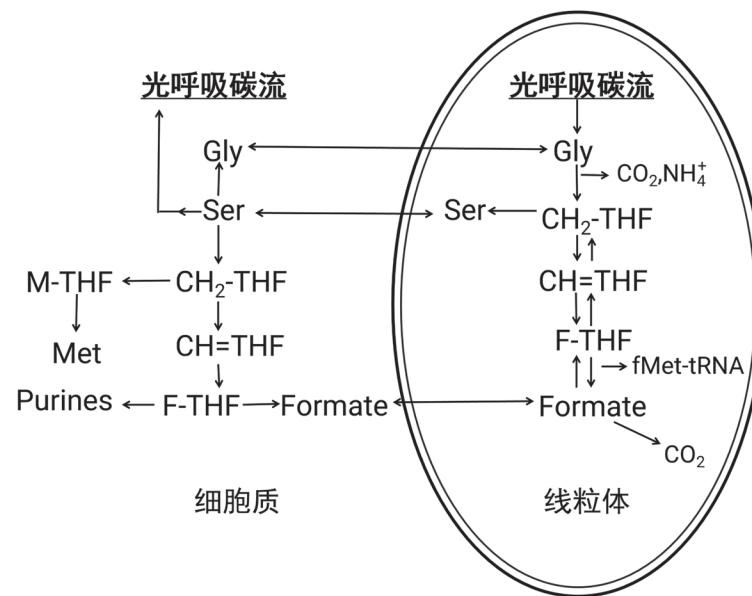 光呼吸碳流
光呼吸碳流
Gly
Gly
CO₂,NH₄⁺
Ser
Ser
CH₂-THF
M-THF
CH₂-THF
CH=THF
Met
CH=THF
F-THF
fMet-tRNA
Purines
F-THF
Formate
Formate
CO₂
细胞质
线粒体